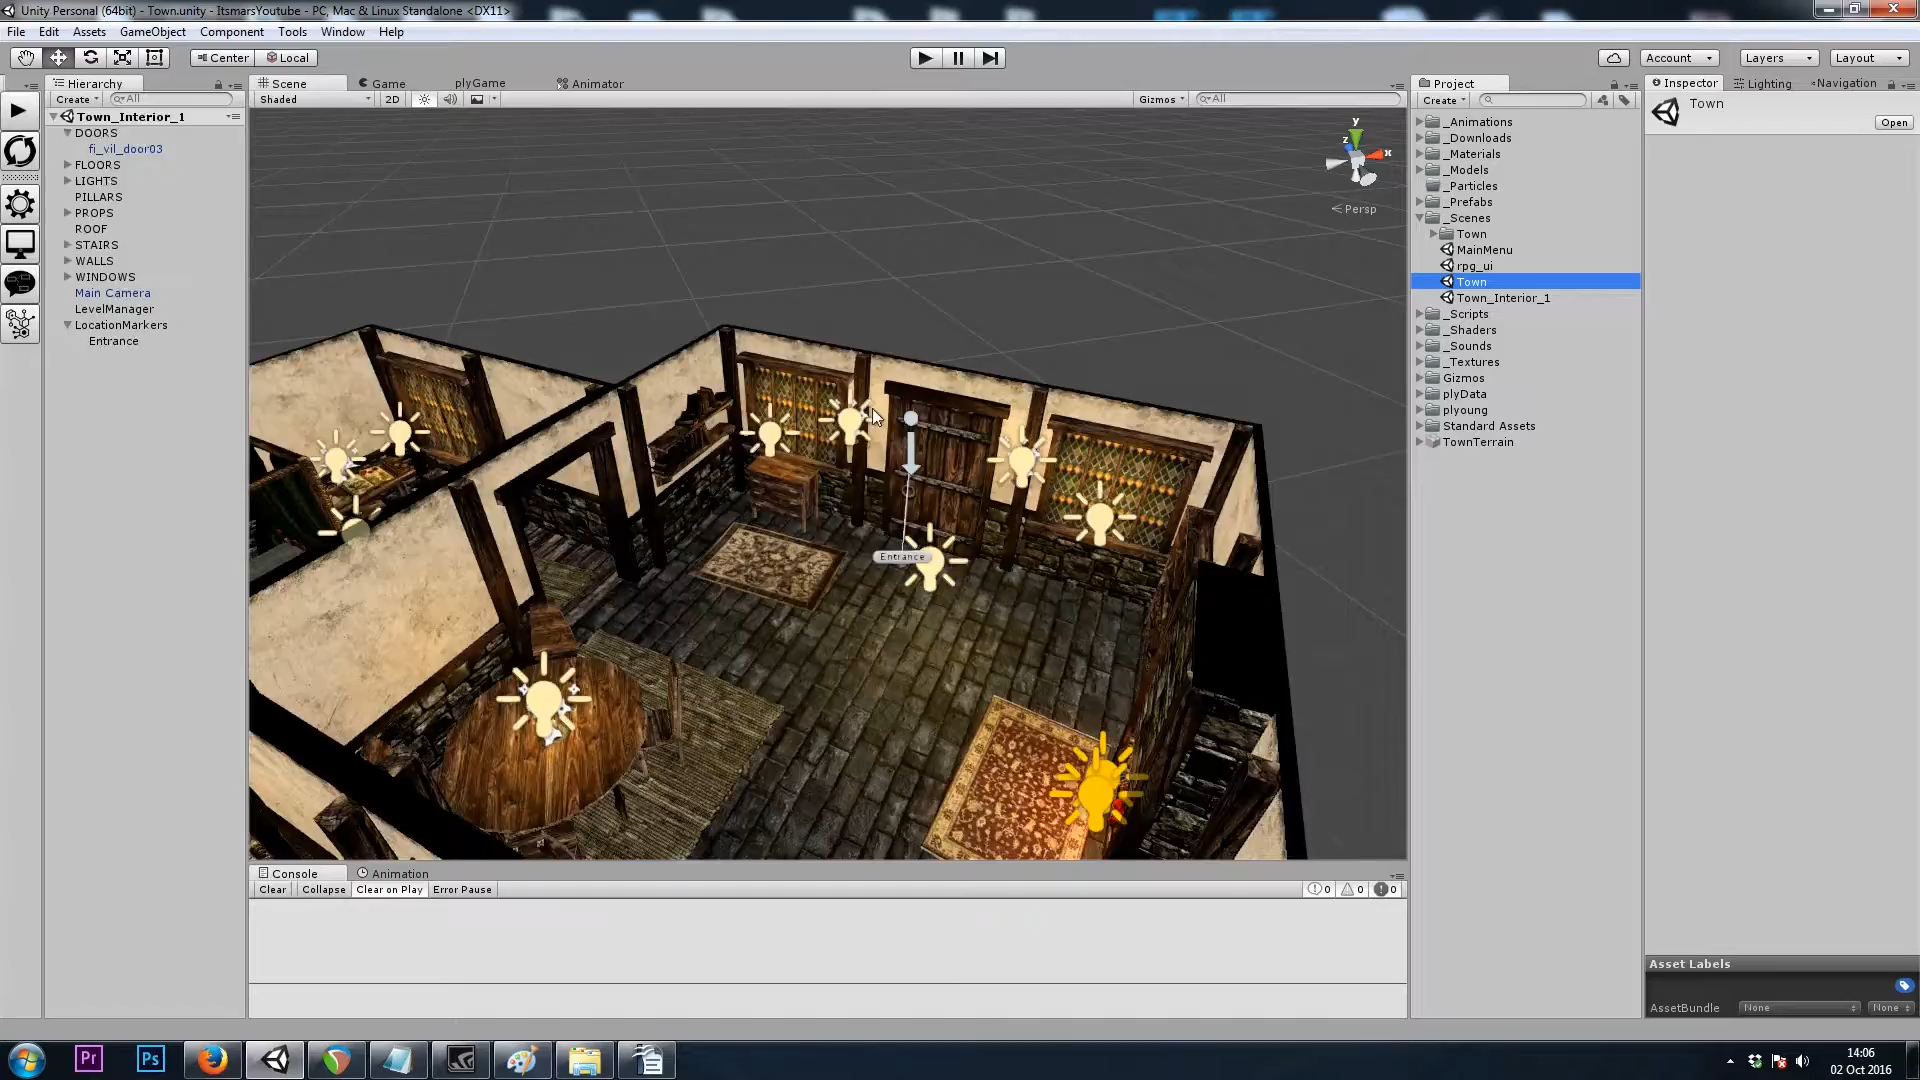 Unity Personal (64bit) - Town.unity - ItsmarsYoutube - PC, Mac & Linux Standalone <DX11>
File Edit Assets GameObject Component Tools Window Help
Center Local Account Layers Layout
Hierarchy Scene Game plyGame Animator Project Inspector Lighting Navigation
Create All Shaded 2D Gizmos All Create Town
Open
Town_Interior_1
DOORS
fi_vil_door03
FLOORS
LIGHTS
PILLARS
PROPS
ROOF
STAIRS
WALLS
WINDOWS
Main Camera
LevelManager
LocationMarkers
Entrance
y
z x
Persp
Entrance
_Animations
_Downloads
_Materials
_Models
_Particles
_Prefabs
_Scenes
Town
MainMenu
rpg_ui
Town
Town_Interior_1
_Scripts
_Shaders
_Sounds
_Textures
Gizmos
plyData
plyoung
Standard Assets
TownTerrain
Console Animation
Clear Collapse Clear on Play Error Pause 0 0 0
Asset Labels
AssetBundle None None
Pr Ps
14:06
02 Oct 2016